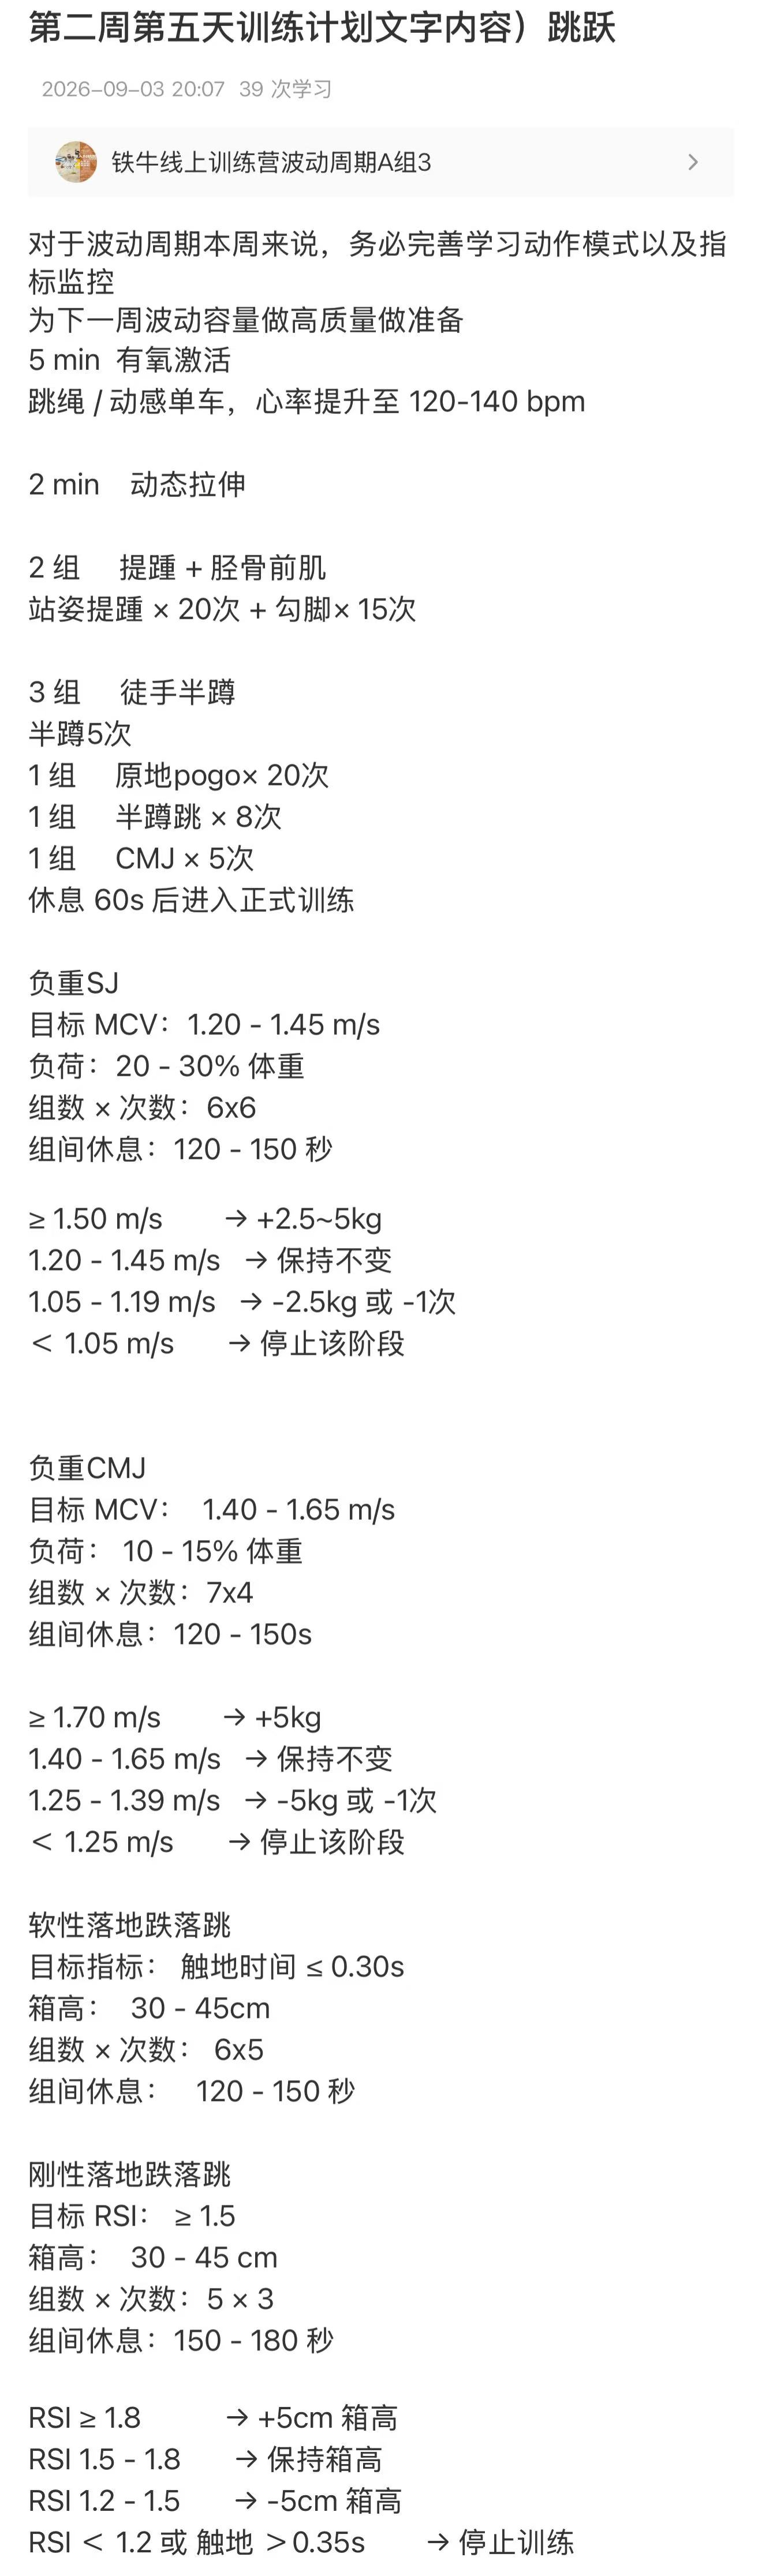 第二周第五天训练计划文字内容）跳跃
2026-09-03 20:07 39 次学习
铁牛线上训练营波动周期A组3
对于波动周期本周来说，务必完善学习动作模式以及指
标监控
为下一周波动容量做高质量做准备
5 min 有氧激活
跳绳 / 动感单车，心率提升至 120-140 bpm
2 min 动态拉伸
2 组 提踵 + 胫骨前肌
站姿提踵 × 20次 + 勾脚× 15次
3 组 徒手半蹲
半蹲5次
1 组 原地pogo× 20次
1 组 半蹲跳 × 8次
1 组 CMJ × 5次
休息 60s 后进入正式训练
负重SJ
目标 MCV：1.20 - 1.45 m/s
负荷：20 - 30% 体重
组数 × 次数：6x6
组间休息：120 - 150 秒
≥ 1.50 m/s → +2.5~5kg
1.20 - 1.45 m/s → 保持不变
1.05 - 1.19 m/s → -2.5kg 或 -1次
＜ 1.05 m/s → 停止该阶段
负重CMJ
目标 MCV： 1.40 - 1.65 m/s
负荷： 10 - 15% 体重
组数 × 次数：7x4
组间休息：120 - 150s
≥ 1.70 m/s → +5kg
1.40 - 1.65 m/s → 保持不变
1.25 - 1.39 m/s → -5kg 或 -1次
＜ 1.25 m/s → 停止该阶段
软性落地跌落跳
目标指标： 触地时间 ≤ 0.30s
箱高： 30 - 45cm
组数 × 次数： 6x5
组间休息： 120 - 150 秒
刚性落地跌落跳
目标 RSI： ≥ 1.5
箱高： 30 - 45 cm
组数 × 次数：5 × 3
组间休息：150 - 180 秒
RSI ≥ 1.8 → +5cm 箱高
RSI 1.5 - 1.8 → 保持箱高
RSI 1.2 - 1.5 → -5cm 箱高
RSI ＜ 1.2 或 触地 ＞0.35s → 停止训练